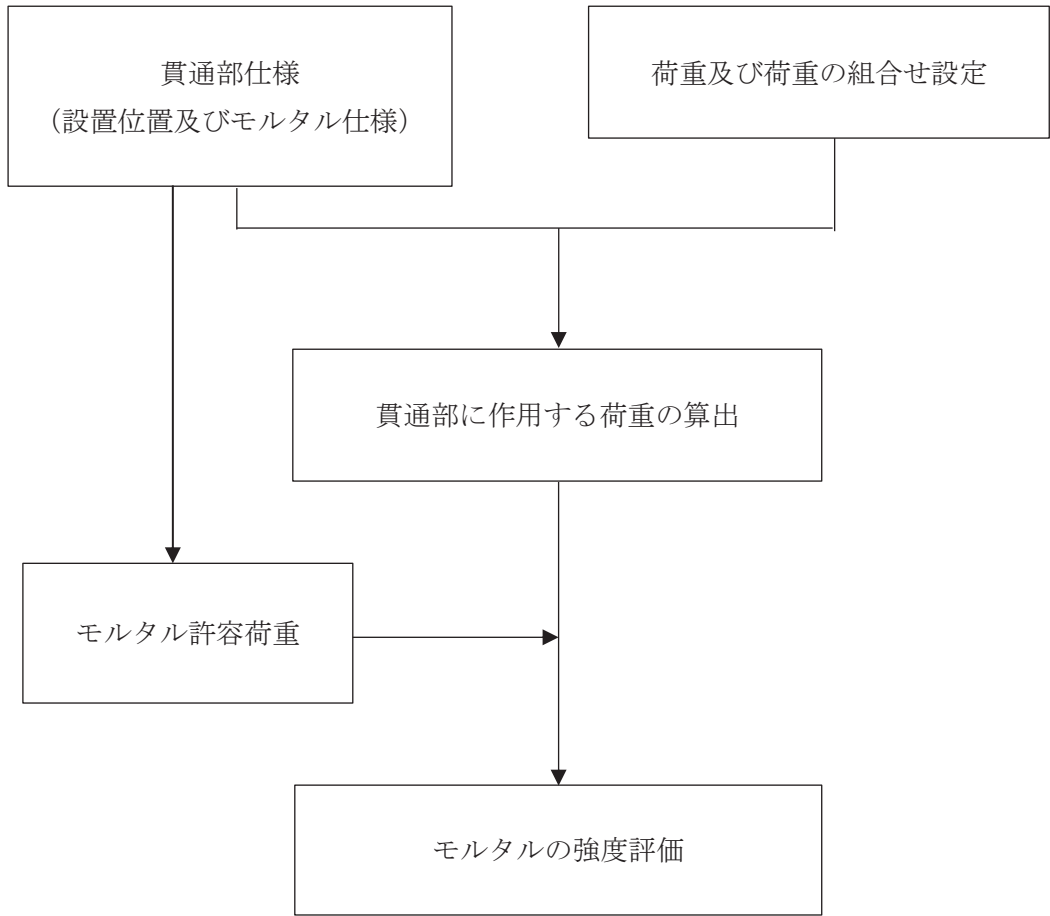 貫通部仕様
（設置位置及びモルタル仕様）
荷重及び荷重の組合せ設定
貫通部に作用する荷重の算出
モルタル許容荷重
モルタルの強度評価